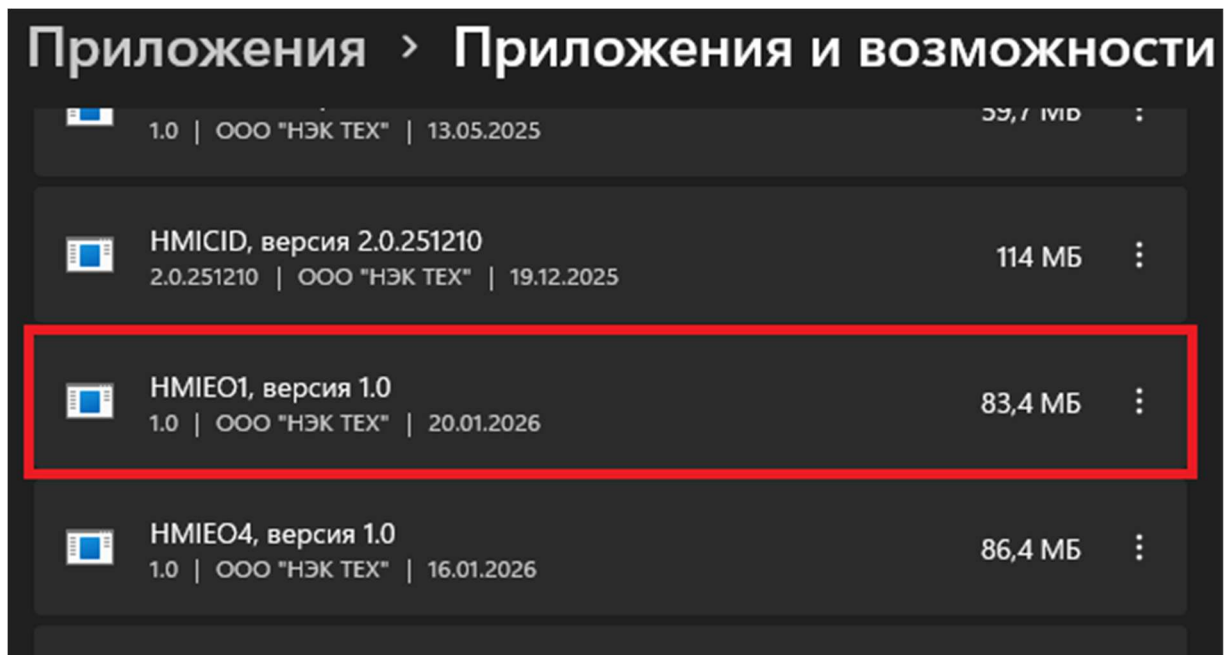 Приложения > Приложения и возможности
1.0 | ООО "НЭК ТЕХ" | 13.05.2025
59,7 МБ
HMICID, версия 2.0.251210
2.0.251210 | ООО "НЭК ТЕХ" | 19.12.2025
114 МБ
HMIEO1, версия 1.0
1.0 | ООО "НЭК ТЕХ" | 20.01.2026
83,4 МБ
HMIEO4, версия 1.0
1.0 | ООО "НЭК ТЕХ" | 16.01.2026
86,4 МБ